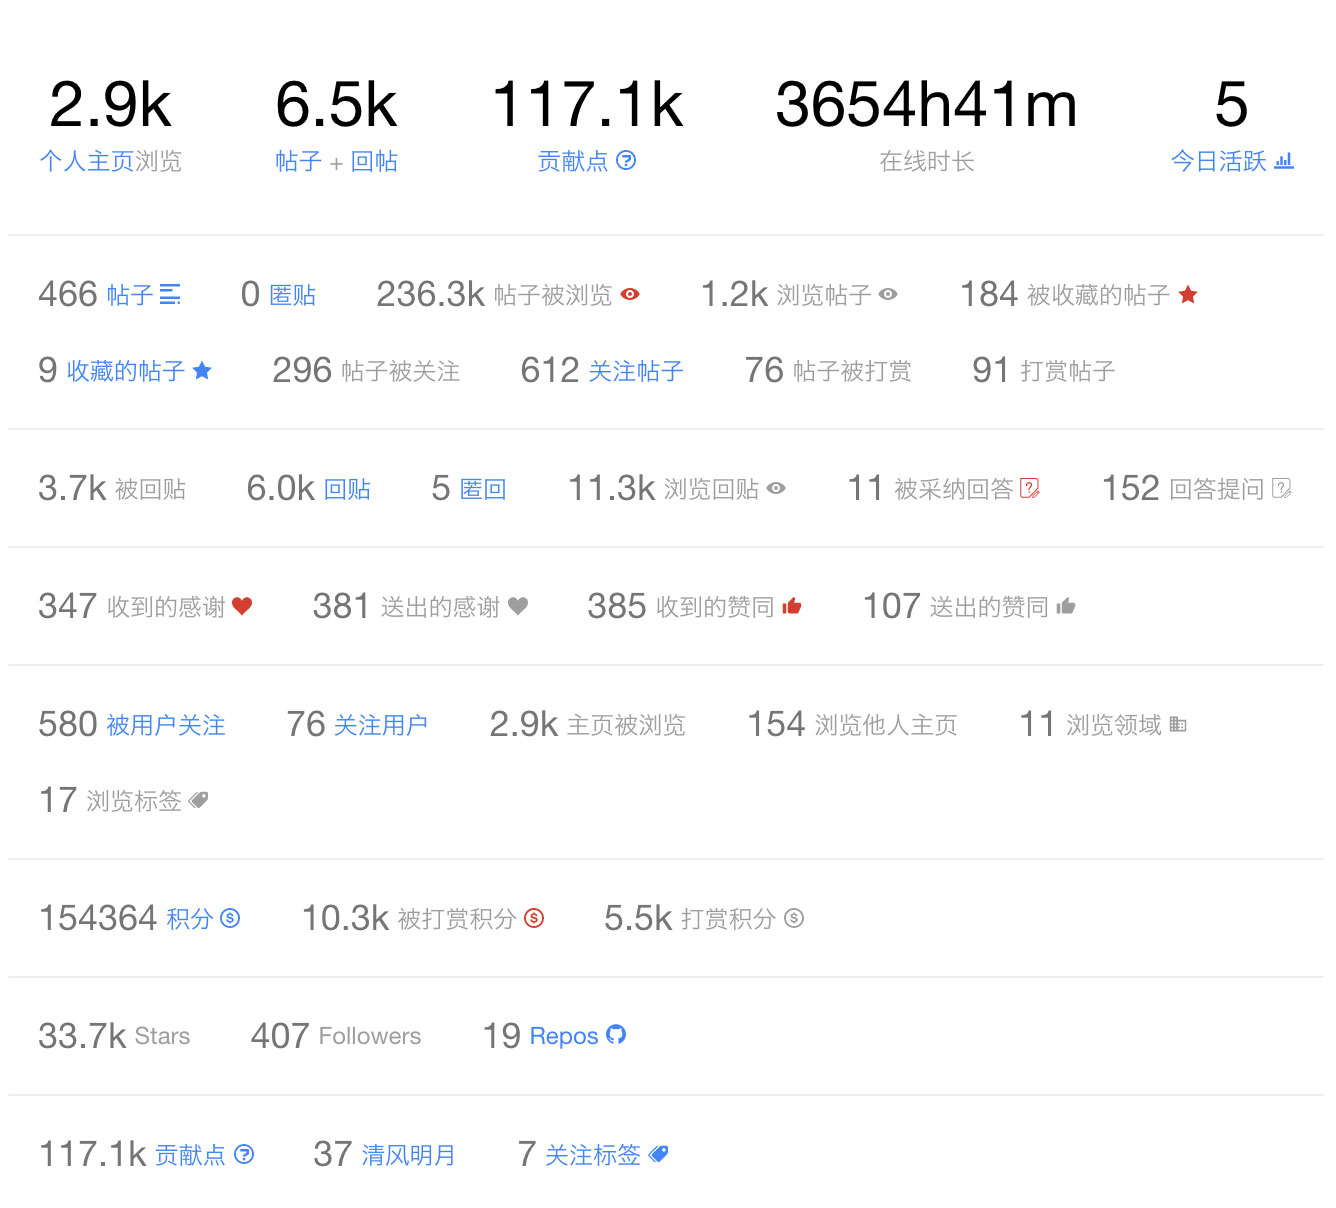 2.9k 6.5k 117.1k 3654h41m 5
个人主页浏览 帖子 + 回帖 贡献点 在线时长 今日活跃
466 帖子 0 匿贴 236.3k 帖子被浏览 1.2k 浏览帖子 184 被收藏的帖子
9 收藏的帖子 296 帖子被关注 612 关注帖子 76 帖子被打赏 91 打赏帖子
3.7k 被回贴 6.0k 回贴 5 匿回 11.3k 浏览回贴 11 被采纳回答 152 回答提问
347 收到的感谢 381 送出的感谢 385 收到的赞同 107 送出的赞同
580 被用户关注 76 关注用户 2.9k 主页被浏览 154 浏览他人主页 11 浏览领域
17 浏览标签
154364 积分 10.3k 被打赏积分 5.5k 打赏积分
33.7k Stars 407 Followers 19 Repos
117.1k 贡献点 37 清风明月 7 关注标签